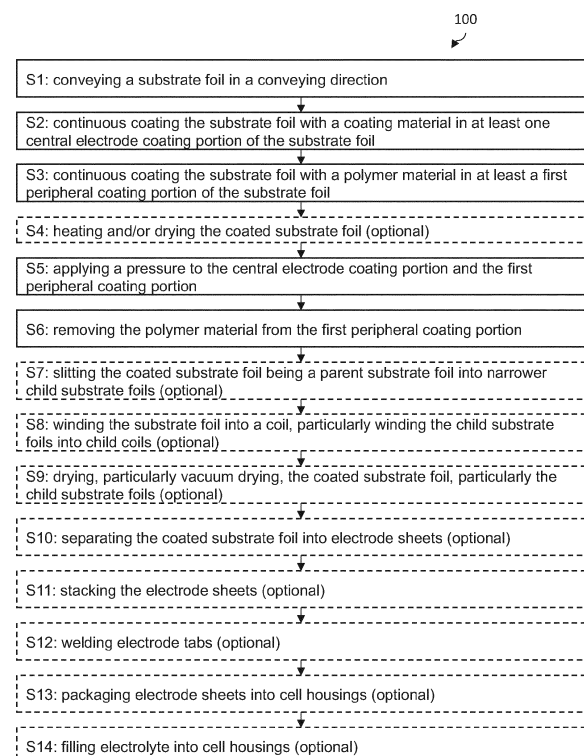 100
S1: conveying a substrate foil in a conveying direction
S2: continuous coating the substrate foil with a coating material in at least one
central electrode coating portion of the substrate foil
S3: continuous coating the substrate foil with a polymer material in at least a first
peripheral coating portion of the substrate foil
S4: heating and/or drying the coated substrate foil (optional)
S5: applying a pressure to the central electrode coating portion and the first
peripheral coating portion
S6: removing the polymer material from the first peripheral coating portion
S7: slitting the coated substrate foil being a parent substrate foil into narrower
child substrate foils (optional)
S8: winding the substrate foil into a coil, particularly winding the child substrate
foils into child coils (optional)
S9: drying, particularly vacuum drying, the coated substrate foil, particularly the
child substrate foils (optional)
S10: separating the coated substrate foil into electrode sheets (optional)
S11: stacking the electrode sheets (optional)
S12: welding electrode tabs (optional)
S13: packaging electrode sheets into cell housings (optional)
S14: filling electrolyte into cell housings (optional)